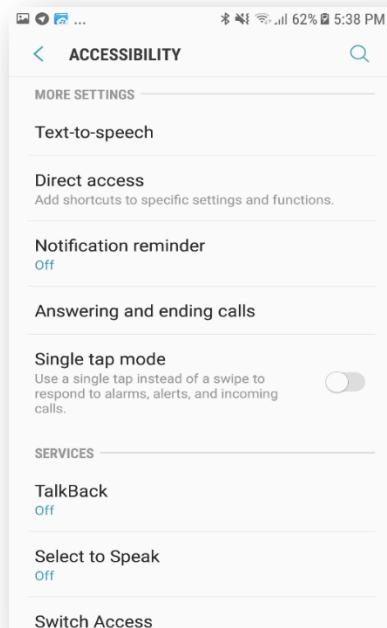 ... 62% 5:38 PM
ACCESSIBILITY
MORE SETTINGS
Text-to-speech
Direct access
Add shortcuts to specific settings and functions.
Notification reminder
Off
Answering and ending calls
Single tap mode
Use a single tap instead of a swipe to
respond to alarms, alerts, and incoming
calls.
SERVICES
TalkBack
Off
Select to Speak
Off
Switch Access